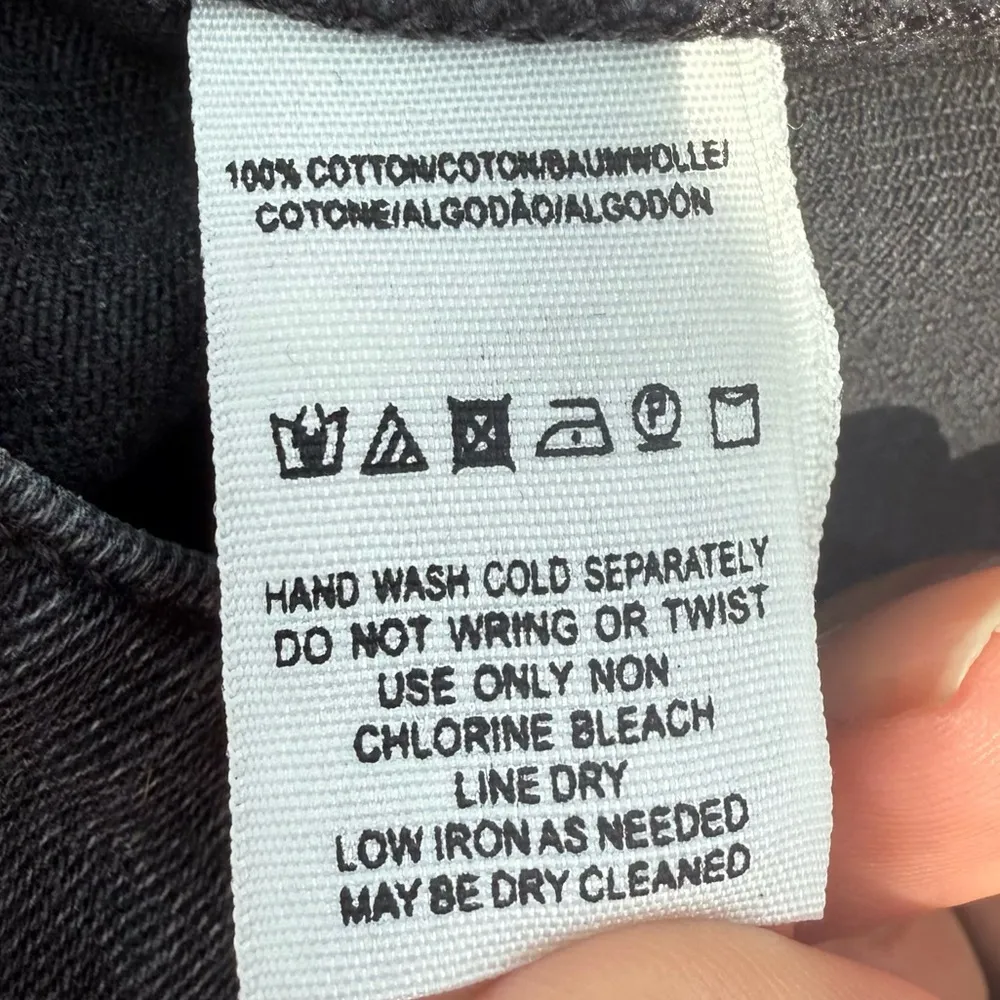 100% COTTON/COTON/BAUMWOLLE/
COTONE/ALGODÃO/ALGODÓN
P
HAND WASH COLD SEPARATELY
DO NOT WRING OR TWIST
USE ONLY NON
CHLORINE BLEACH
LINE DRY
LOW IRON AS NEEDED
MAY BE DRY CLEANED